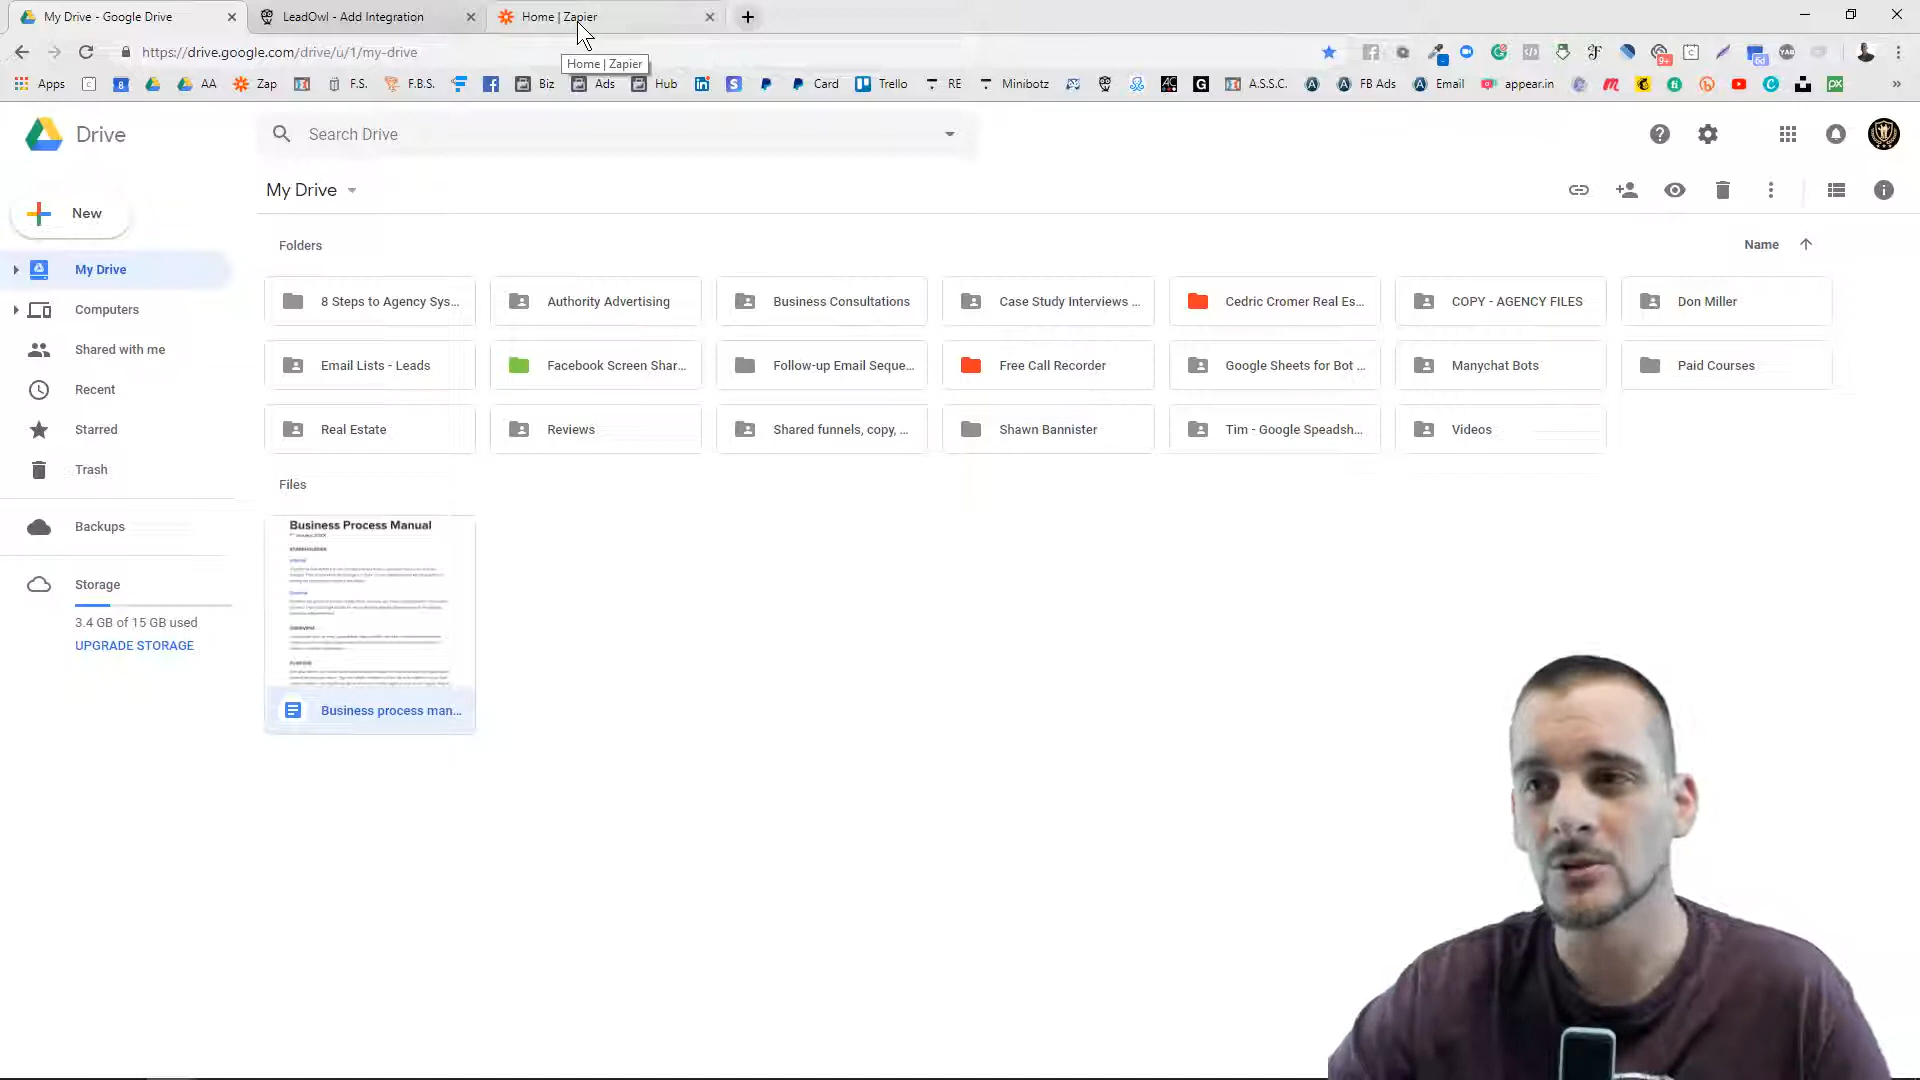 My Drive - Google Drive
LeadOwl - Add Integration
Home | Zapier
https://drive.google.com/drive/u/1/my-drive
Home | Zapier
9+
6d
Apps
8
AA
Zap
F.S.
F.B.S.
Biz
Ads
Hub
Card
Trello
RE
Minibotz
A.S.S.C.
FB Ads
Email
appear.in
Drive
Search Drive
My Drive
New
Folders
Name
My Drive
8 Steps to Agency Sys...
Authority Advertising
Business Consultations
Case Study Interviews ...
Cedric Cromer Real Es...
COPY - AGENCY FILES
Don Miller
Computers
Shared with me
Email Lists - Leads
Facebook Screen Shar...
Follow-up Email Seque...
Free Call Recorder
Google Sheets for Bot ...
Manychat Bots
Paid Courses
Recent
Starred
Real Estate
Reviews
Shared funnels, copy, ...
Shawn Bannister
Tim - Google Speadsh...
Videos
Trash
Files
Backups
Business Process Manual
Storage
3.4 GB of 15 GB used
UPGRADE STORAGE
Business process man...